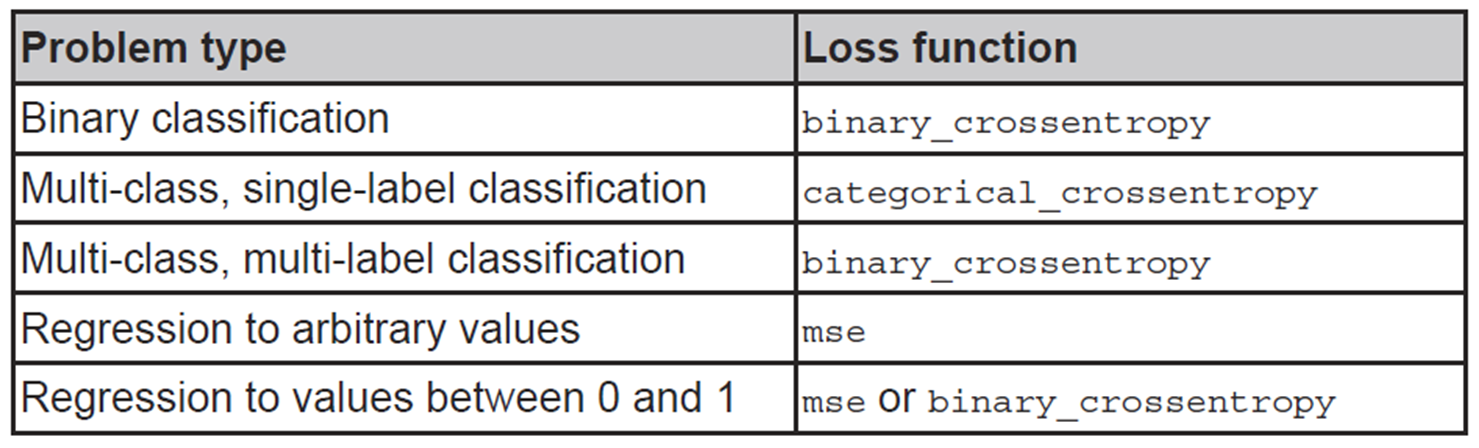 Problem type Loss function
Binary classification binary_crossentropy
Multi-class, single-label classification categorical_crossentropy
Multi-class, multi-label classification binary_crossentropy
Regression to arbitrary values mse
Regression to values between 0 and 1 mse or binary_crossentropy